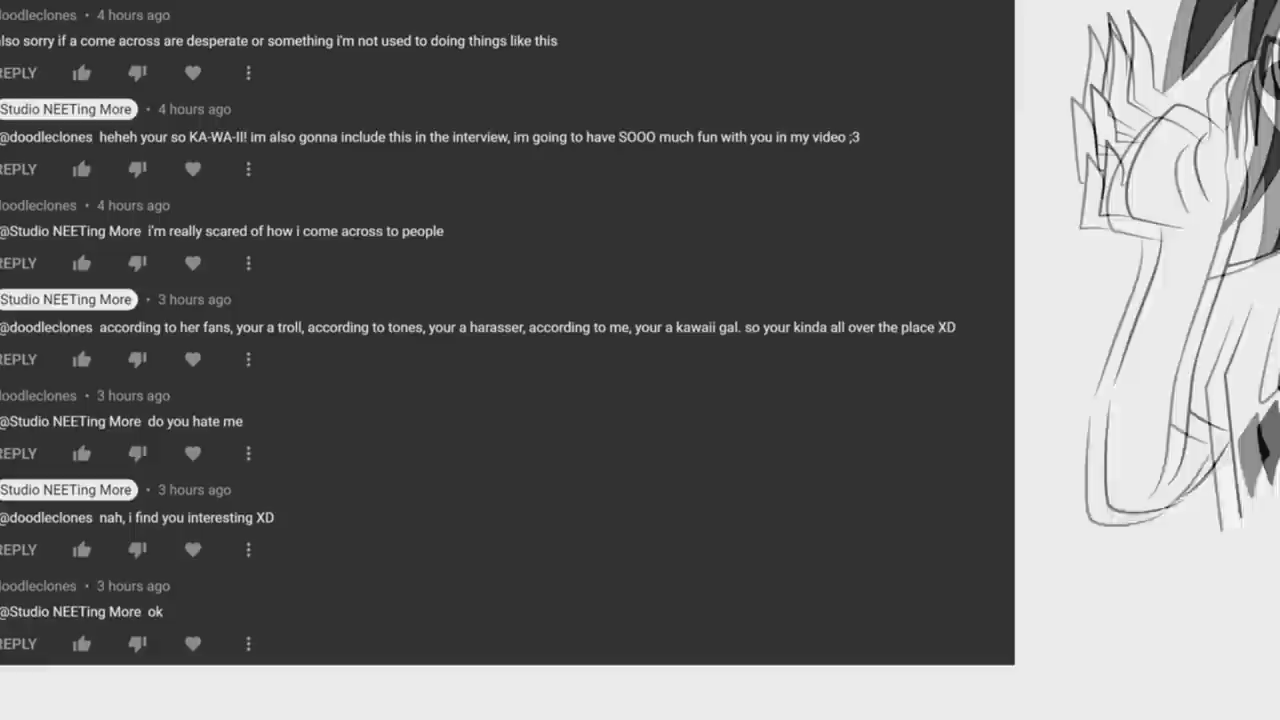 doodleclones • 4 hours ago
also sorry if a come across are desperate or something i'm not used to doing things like this
REPLY
Studio NEETing More • 4 hours ago
@doodleclones heheh your so KA-WA-II! im also gonna include this in the interview, im going to have SOOO much fun with you in my video ;3
REPLY
doodleclones • 4 hours ago
@Studio NEETing More i'm really scared of how i come across to people
REPLY
Studio NEETing More • 3 hours ago
@doodleclones according to her fans, your a troll, according to tones, your a harasser, according to me, your a kawaii gal. so your kinda all over the place XD
REPLY
doodleclones • 3 hours ago
@Studio NEETing More do you hate me
REPLY
Studio NEETing More • 3 hours ago
@doodleclones nah, i find you interesting XD
REPLY
doodleclones • 3 hours ago
@Studio NEETing More ok
REPLY